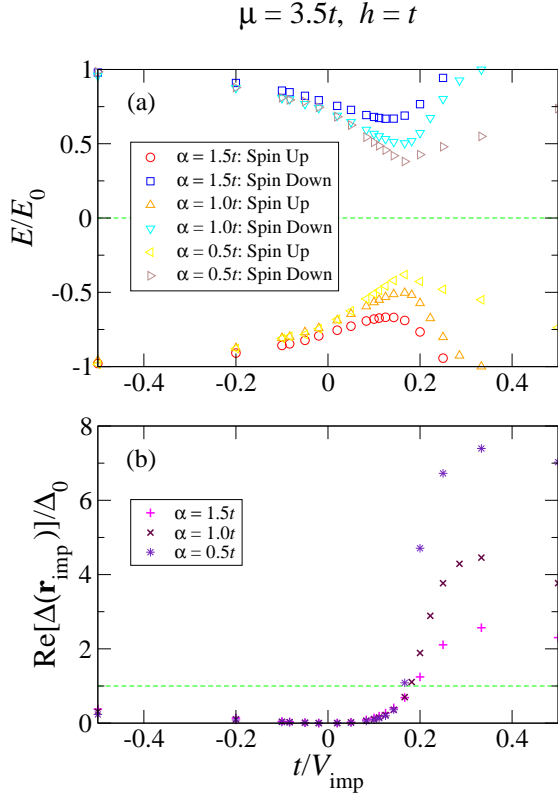 μ = 3.5t, h = t
(a)
E/E₀
1
0.5
0
-0.5
-1
α = 1.5t: Spin Up
α = 1.5t: Spin Down
α = 1.0t: Spin Up
α = 1.0t: Spin Down
α = 0.5t: Spin Up
α = 0.5t: Spin Down
-0.4 -0.2 0 0.2 0.4
(b)
Re[Δ(r_imp)]/Δ₀
8
6
4
2
0
α = 1.5t
α = 1.0t
α = 0.5t
-0.4 -0.2 0 0.2 0.4
t/V_imp